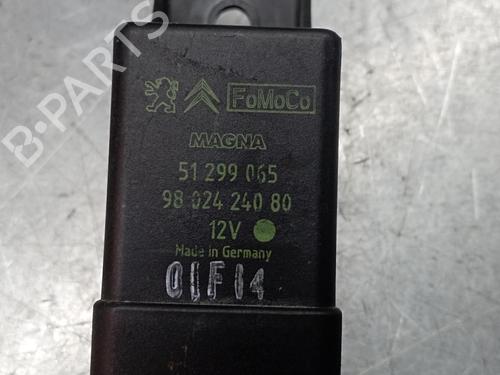 B-PARTS
FoMoCo
MAGNA
51 299 065
98 024 240 80
12V
Made in Germany
01F14